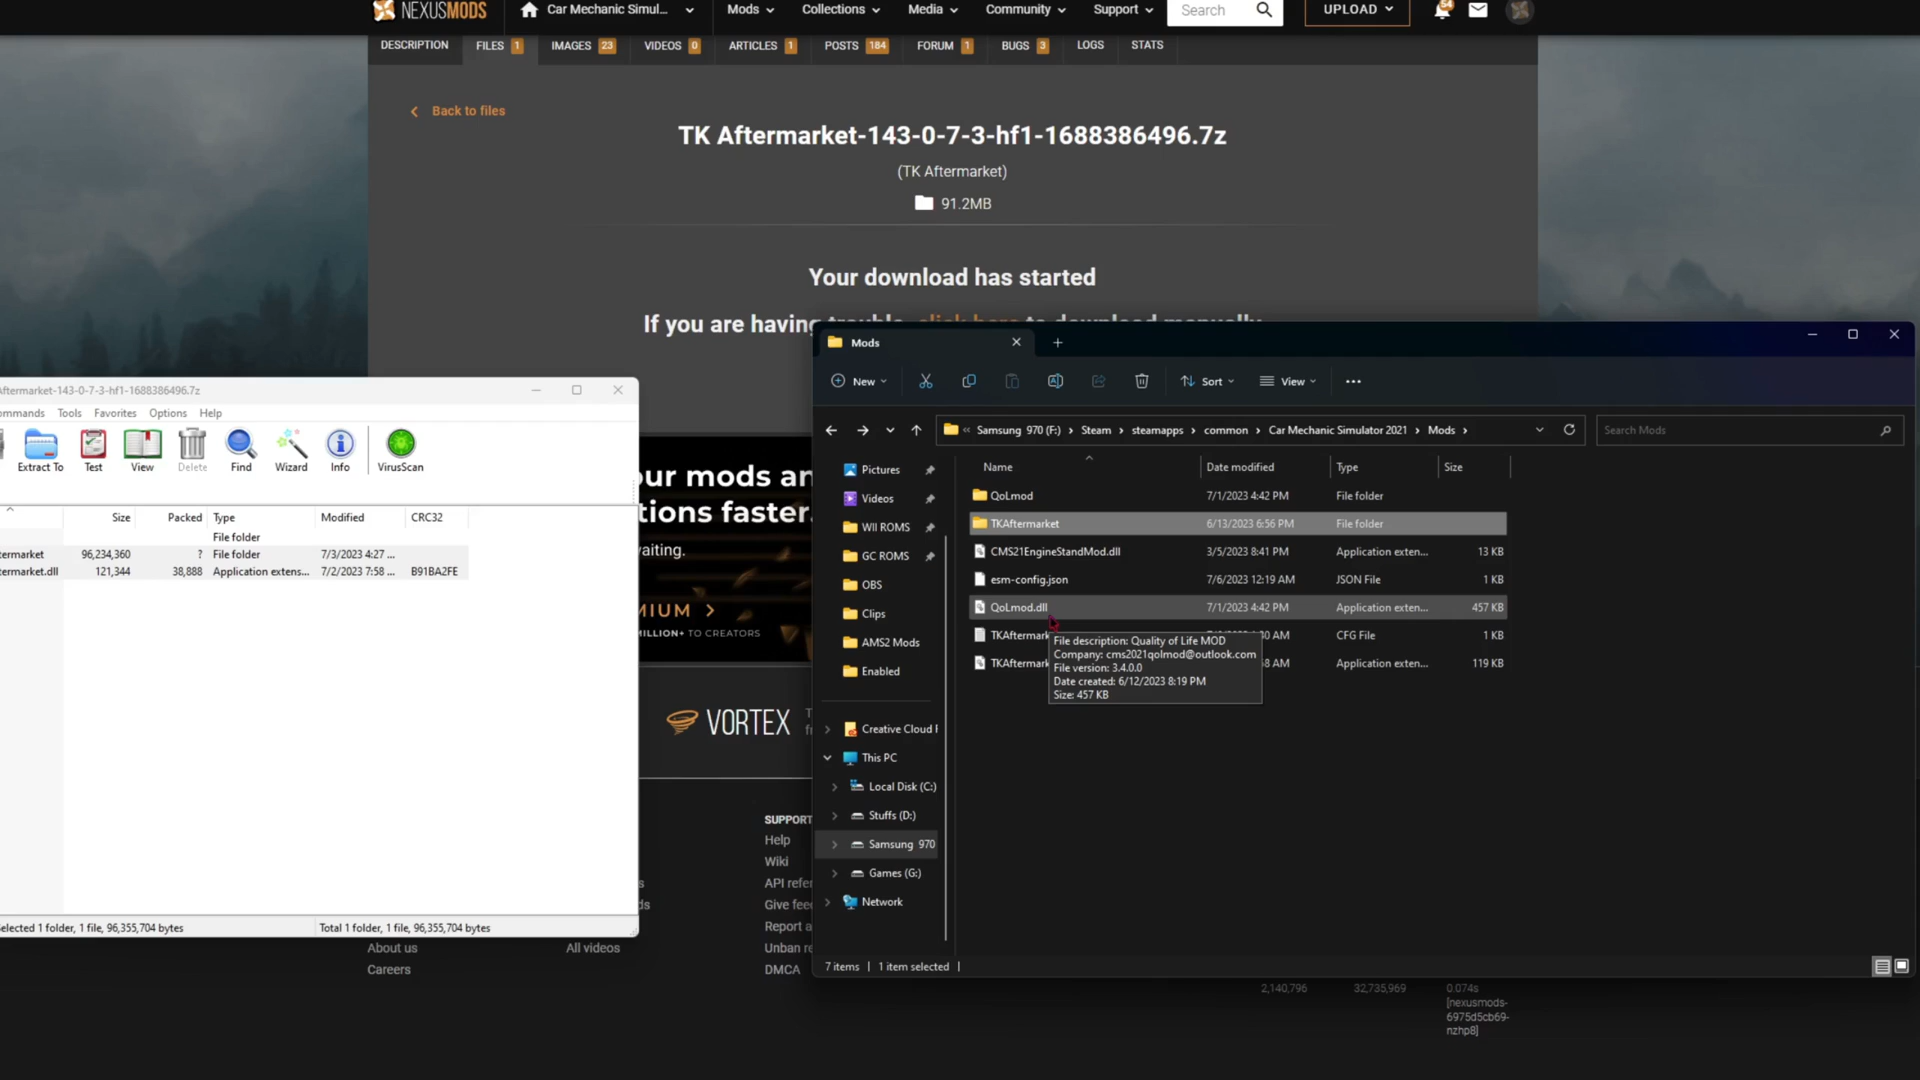 NEXUSMODS
Car Mechanic Simul...
Mods
Collections
Media
Community
Support
Search
UPLOAD
54
DESCRIPTION
FILES 1
IMAGES 23
VIDEOS 0
ARTICLES 1
POSTS 184
FORUM 1
BUGS 3
LOGS
STATS
Back to files
TK Aftermarket-143-0-7-3-hf1-1688386496.7z
(TK Aftermarket)
91.2MB
Your download has started
If you are having trouble, click here to download manually
our mods an
tions faster.
aiting.
MIUM >
MILLION+ TO CREATORS
VORTEX
SUPPORT
Help
Wiki
API refer
Give fee
Report a
Unban re
DMCA
About us
Careers
All videos
2,140,796
32,735,969
0.074s
[nexusmods-
6975d5cb69-
nzhp8]
Aftermarket-143-0-7-3-hf1-1688386496.7z
ommands
Tools
Favorites
Options
Help
Extract To
Test
View
Delete
Find
Wizard
Info
VirusScan
Size
Packed
Type
Modified
CRC32
File folder
termarket 96,234,360 ? File folder 7/3/2023 4:27 ...
termarket.dll 121,344 38,888 Application extens... 7/2/2023 7:58 ... B91BA2FE
elected 1 folder, 1 file, 96,355,704 bytes
Total 1 folder, 1 file, 96,355,704 bytes
Mods
New
Sort
View
« Samsung 970 (F:) > Steam > steamapps > common > Car Mechanic Simulator 2021 > Mods >
Search Mods
Pictures
Videos
WII ROMS
GC ROMS
OBS
Clips
AMS2 Mods
Enabled
Creative Cloud F
This PC
Local Disk (C:)
Stuffs (D:)
Samsung 970
Games (G:)
Network
Name
Date modified
Type
Size
QoLmod 7/1/2023 4:42 PM File folder
TKAftermarket 6/13/2023 6:56 PM File folder
CMS21EngineStandMod.dll 3/5/2023 8:41 PM Application exten... 13 KB
esm-config.json 7/6/2023 12:19 AM JSON File 1 KB
QoLmod.dll 7/1/2023 4:42 PM Application exten... 457 KB
TKAftermark CFG File 1 KB
TKAftermark Application exten... 119 KB
File description: Quality of Life MOD
Company: cms2021qolmod@outlook.com
File version: 3.4.0.0
Date created: 6/12/2023 8:19 PM
Size: 457 KB
7 items
1 item selected